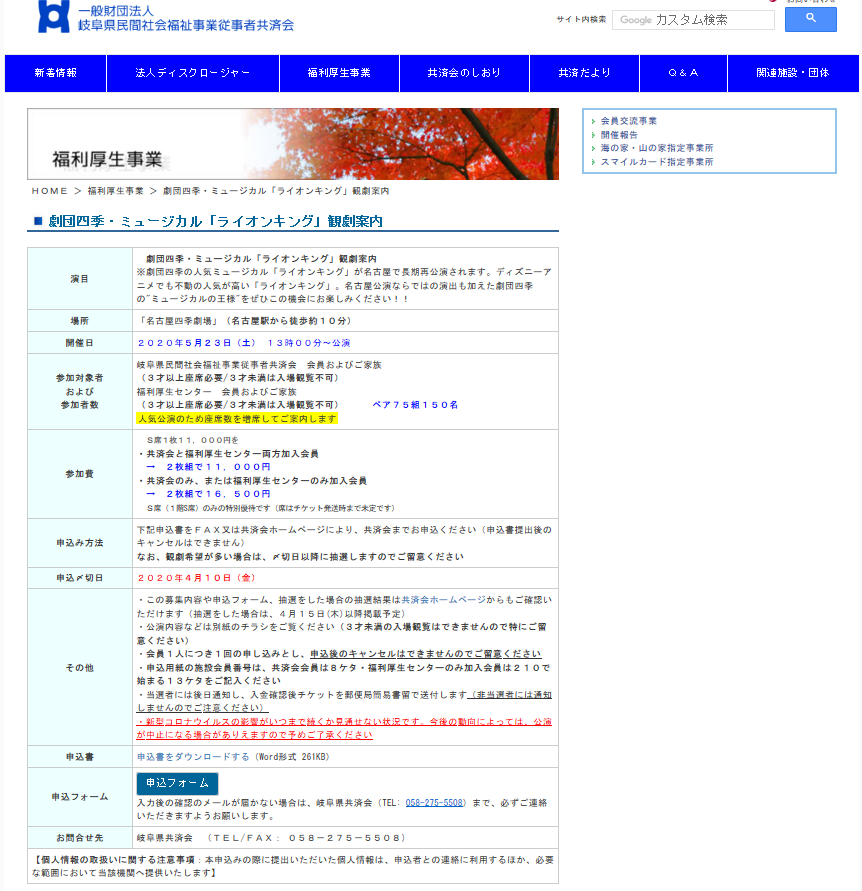 一般財団法人
岐阜県民間社会福祉事業従事者共済会
サイト内検索
Google カスタム検索
新着情報
法人ディスクロージャー
福利厚生事業
共済会のしおり
共済だより
Q&A
関連施設・団体
福利厚生事業
会員交流事業
開催報告
海の家・山の家指定事業所
スマイルカード指定事業所
HOME > 福利厚生事業 > 劇団四季・ミュージカル「ライオンキング」観劇案内
劇団四季・ミュージカル「ライオンキング」観劇案内
演目
劇団四季・ミュージカル「ライオンキング」観劇案内
※劇団四季の人気ミュージカル「ライオンキング」が名古屋で長期再公演されます。ディズニーア
ニメでも不動の人気が高い「ライオンキング」。名古屋公演ならではの演出も加えた劇団四季
の"ミュージカルの王様"をぜひこの機会にお楽しみください！！
場所
「名古屋四季劇場」（名古屋駅から徒歩約１０分）
開催日
２０２０年５月２３日（土） １３時００分～公演
参加対象者
および
参加者数
岐阜県民間社会福祉事業従事者共済会　会員およびご家族
（３才以上座席必要/３才未満は入場観覧不可）
福利厚生センター　会員およびご家族
（３才以上座席必要/３才未満は入場観覧不可）　ペア７５組１５０名
人気公演のため座席数を増席してご案内します
参加費
S席1枚１１，０００円を
・共済会と福利厚生センター両方加入会員
→　２枚組で１１，０００円
・共済会のみ、または福利厚生センターのみ加入会員
→　２枚組で１６，５００円
S席（１階S席）のみの特別優待です（席はチケット発送時まで未定です）
申込み方法
下記申込書をＦＡＸ又は共済会ホームページにより、共済会までお申込ください（申込書提出後の
キャンセルはできません）
なお、観劇希望が多い場合は、〆切日以降に抽選しますのでご留意ください
申込〆切日
２０２０年４月１０日（金）
その他
・この募集内容や申込フォーム、抽選をした場合の抽選結果は共済会ホームページからもご確認い
ただけます（抽選をした場合は、４月１５日(木)以降掲載予定）
・公演内容などは別紙のチラシをご覧ください（３才未満の入場観覧はできませんので特にご留
意ください）
・会員１人につき１回の申し込みとし、申込後のキャンセルはできませんのでご留意ください
・申込用紙の施設会員番号は、共済会会員は８ケタ・福利厚生センターのみ加入会員は２１０で
始まる１３ケタをご記入ください
・当選者には後日通知し、入金確認後チケットを郵便局簡易書留で送付します（非当選者には通知
しませんのでご注意ください）
・新型コロナウイルスの影響がいつまで続くか見通せない状況です。今後の動向によっては、公演
が中止になる場合がありえますので予めご了承ください
申込書
申込書をダウンロードする（Word形式 261KB）
申込フォーム
申込フォーム
入力後の確認のメールが届かない場合は、岐阜県共済会（TEL: 058-275-5508）まで、必ずご連絡
いただきますようお願いします。
お問合せ先
岐阜県共済会　（ＴＥＬ/ＦＡＸ： ０５８－２７５－５５０８）
【個人情報の取扱いに関する注意事項：本申込みの際に提出いただいた個人情報は、申込者との連絡に利用するほか、必要
な範囲において当該機関へ提供いたします】